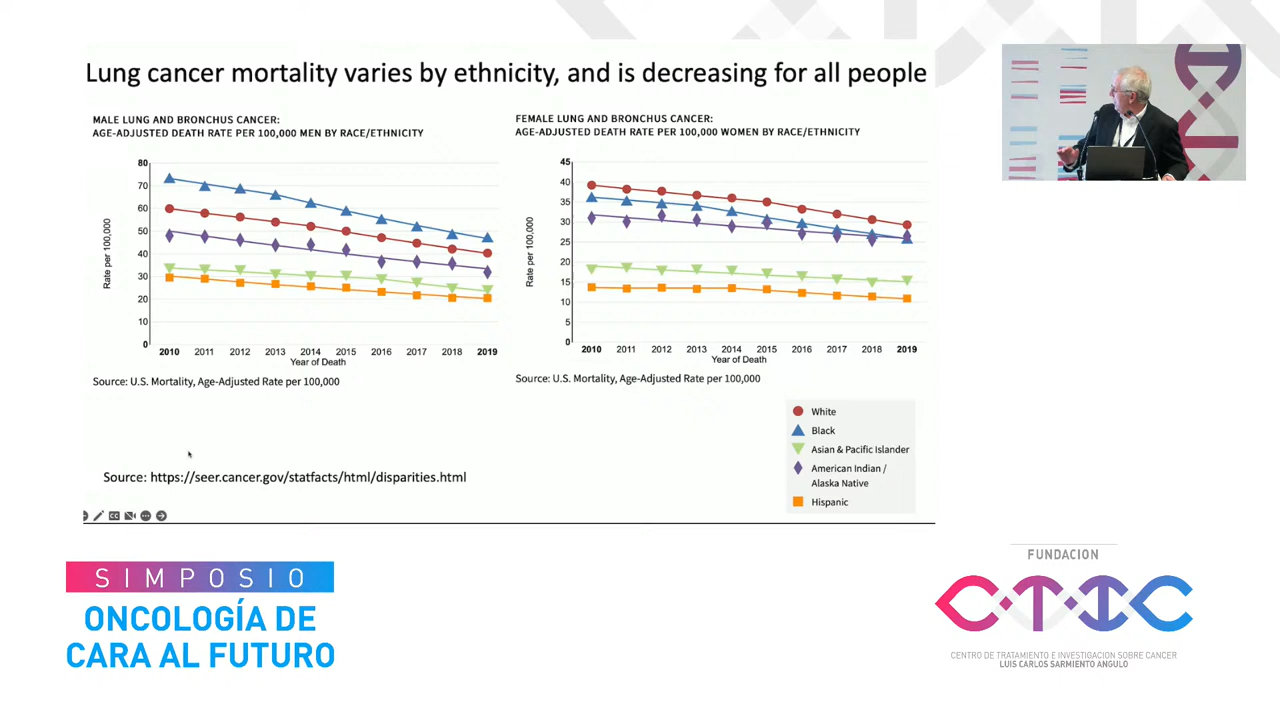 Lung cancer mortality varies by ethnicity, and is decreasing for all people
MALE LUNG AND BRONCHUS CANCER:
AGE-ADJUSTED DEATH RATE PER 100,000 MEN BY RACE/ETHNICITY
80
70
60
50
40
30
20
10
0
Rate per 100,000
2010 2011 2012 2013 2014 2015 2016 2017 2018 2019
Year of Death
Source: U.S. Mortality, Age-Adjusted Rate per 100,000
FEMALE LUNG AND BRONCHUS CANCER:
AGE-ADJUSTED DEATH RATE PER 100,000 WOMEN BY RACE/ETHNICITY
45
40
35
30
25
20
15
10
5
0
Rate per 100,000
2010 2011 2012 2013 2014 2015 2016 2017 2018 2019
Year of Death
Source: U.S. Mortality, Age-Adjusted Rate per 100,000
White
Black
Asian & Pacific Islander
American Indian /
Alaska Native
Hispanic
Source: https://seer.cancer.gov/statfacts/html/disparities.html
CC
SIMPOSIO
ONCOLOGÍA DE
CARA AL FUTURO
FUNDACION
CTIC
CENTRO DE TRATAMIENTO E INVESTIGACION SOBRE CANCER
LUIS CARLOS SARMIENTO ANGULO